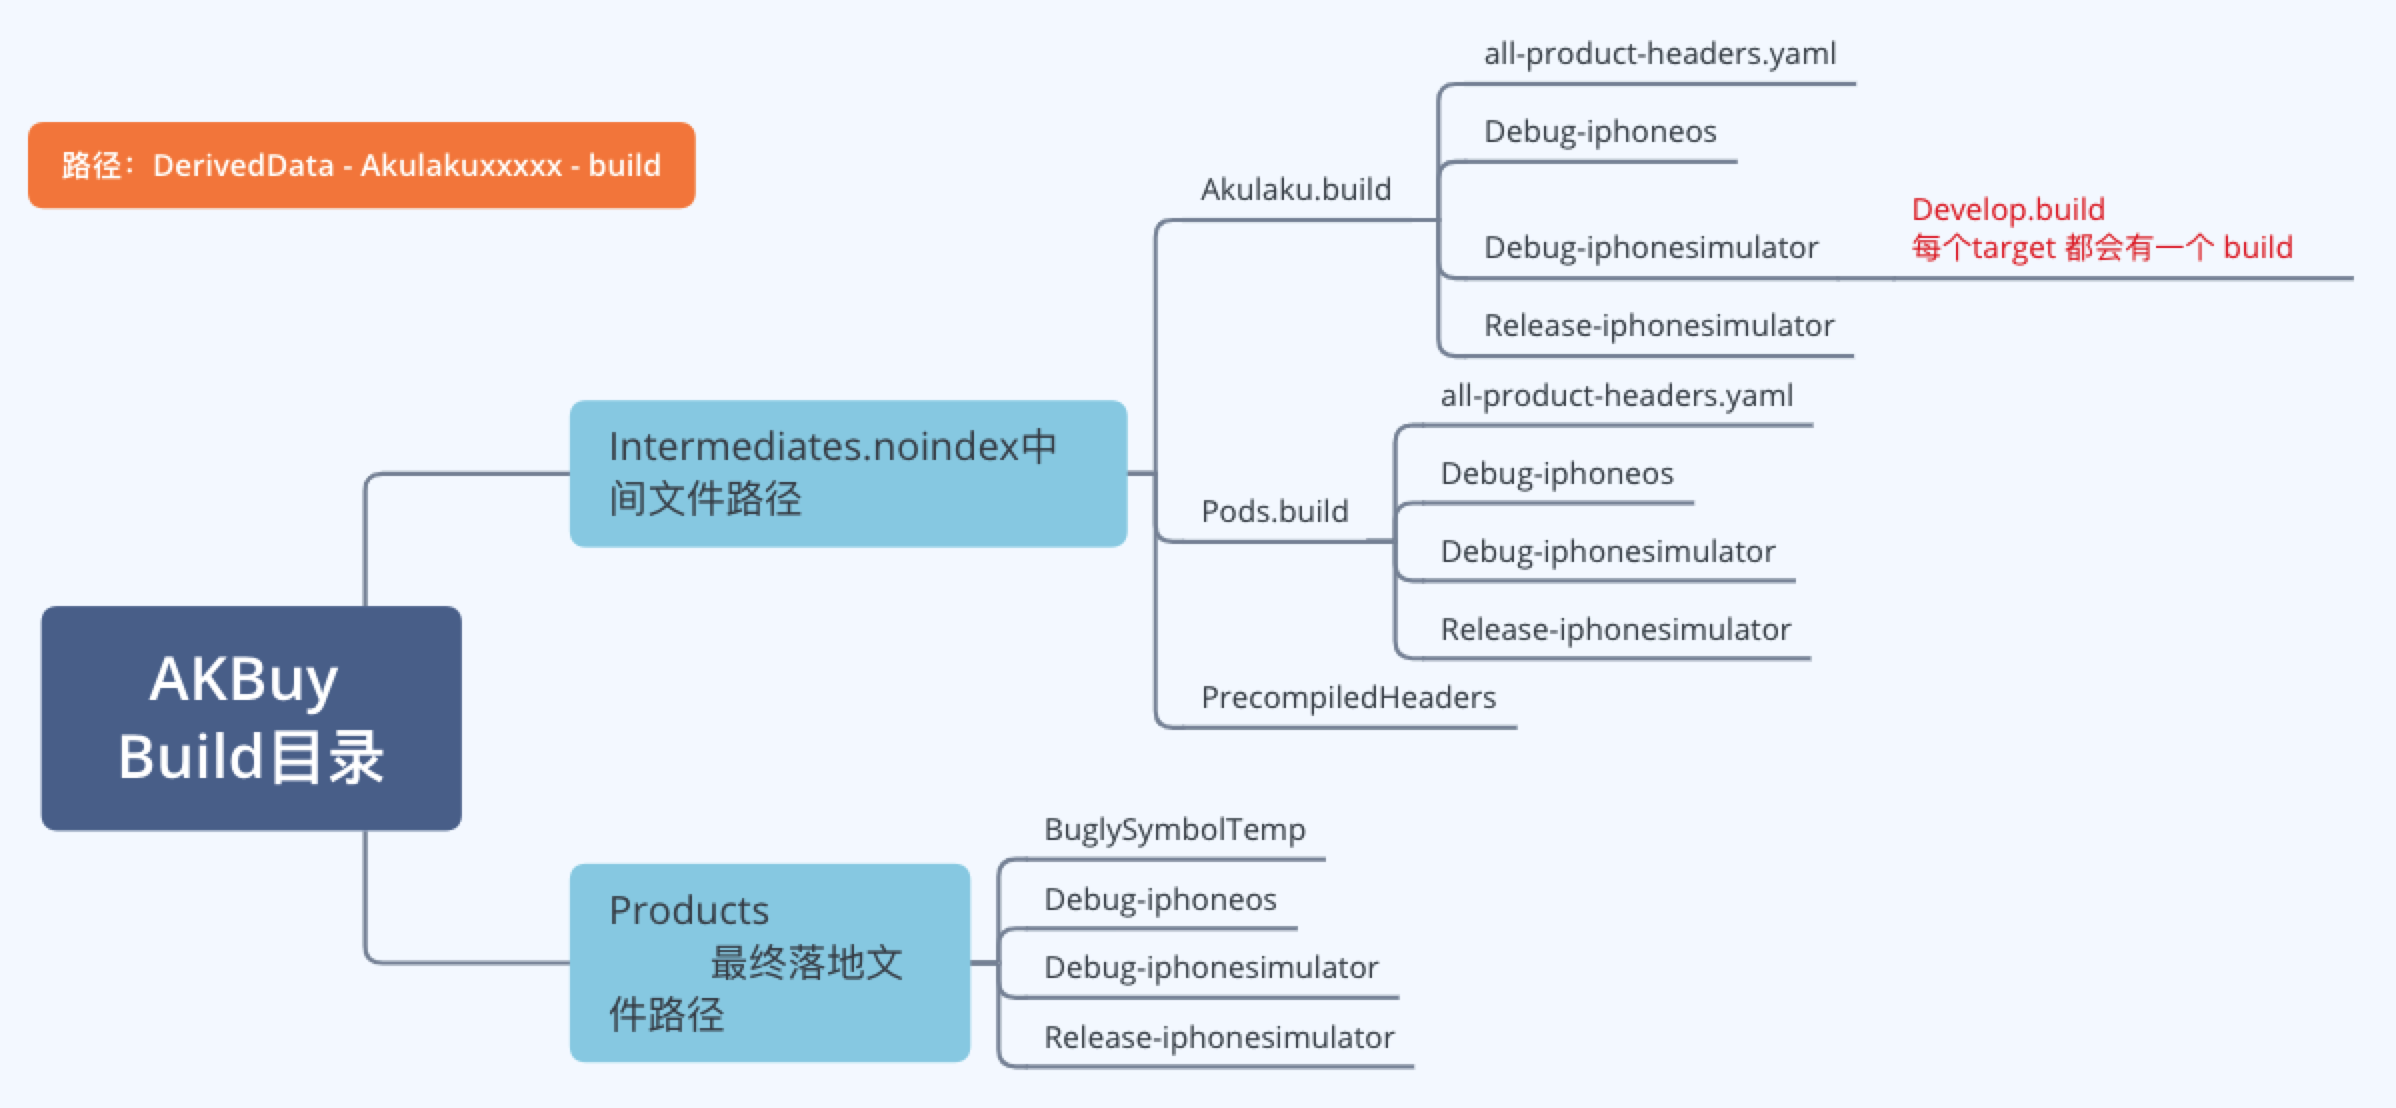 路径：DerivedData - Akulakuxxxxx - build
AKBuy
Build目录
Intermediates.noindex中
间文件路径
Akulaku.build
all-product-headers.yaml
Debug-iphoneos
Debug-iphonesimulator
Develop.build
每个target 都会有一个 build
Release-iphonesimulator
Pods.build
all-product-headers.yaml
Debug-iphoneos
Debug-iphonesimulator
Release-iphonesimulator
PrecompiledHeaders
Products
最终落地文
件路径
BuglySymbolTemp
Debug-iphoneos
Debug-iphonesimulator
Release-iphonesimulator